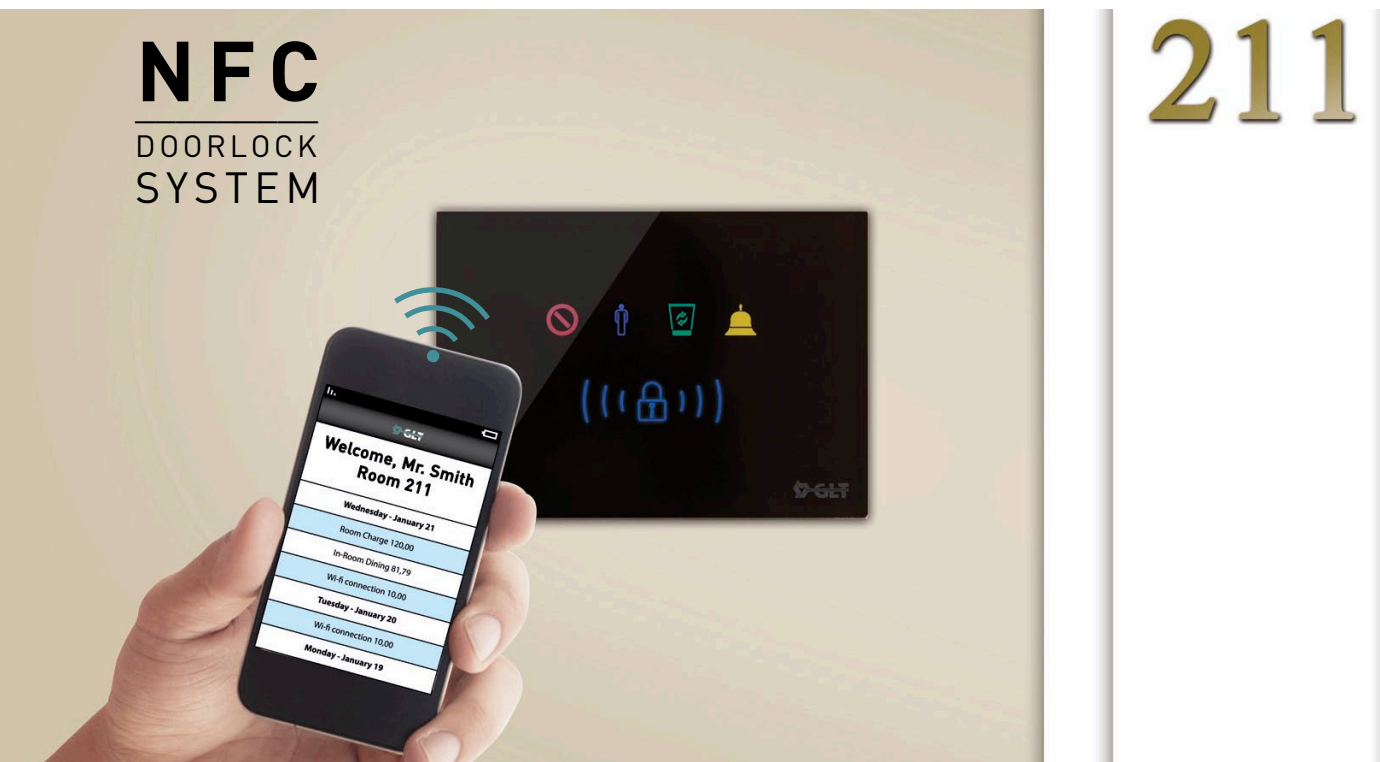 NFC
DOORLOCK
SYSTEM
211
GLT
Welcome, Mr. Smith
Room 211
Wednesday - January 21
Room Charge 120,00
In-Room Dining 81,79
Wi-fi connection 10,00
Tuesday - January 20
Wi-fi connection 10,00
Monday - January 19
GLT